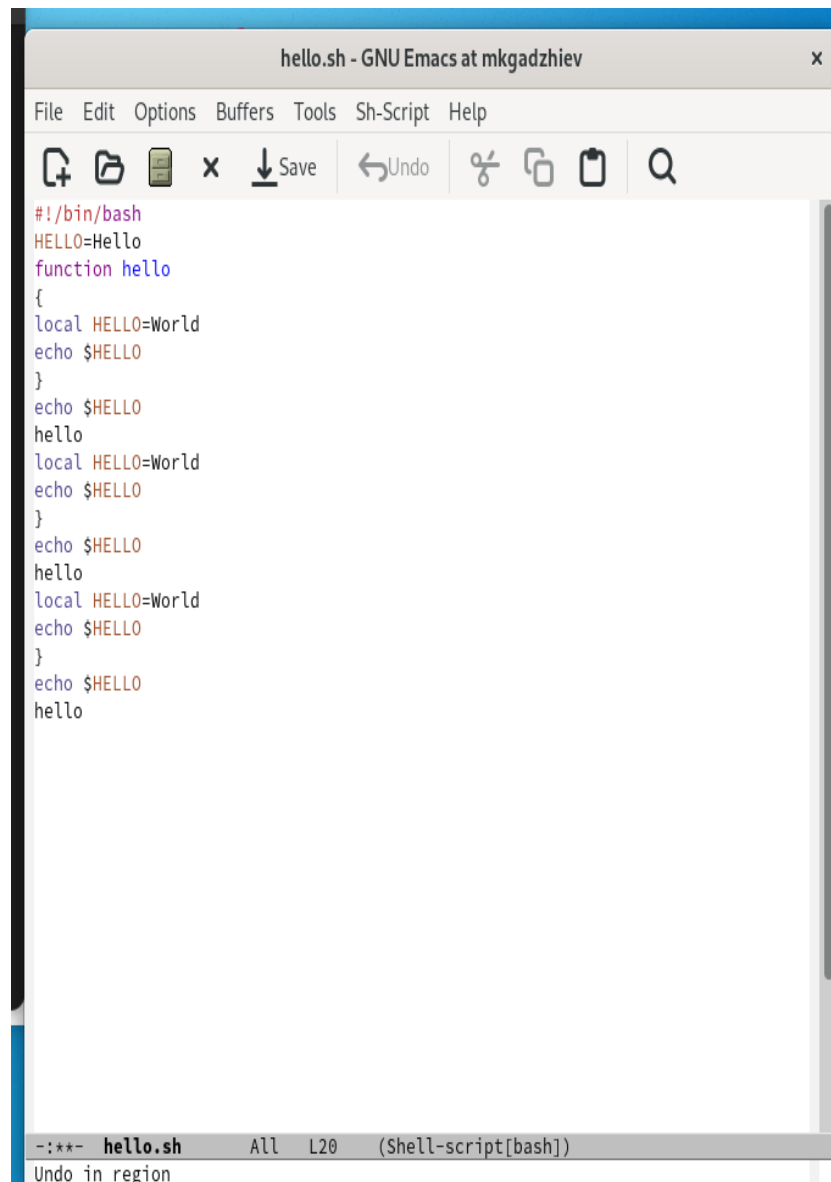 hello.sh - GNU Emacs at mkgadzhiev
File Edit Options Buffers Tools Sh-Script Help
Save Undo
#!/bin/bash
HELLO=Hello
function hello
{
local HELLO=World
echo $HELLO
}
echo $HELLO
hello
local HELLO=World
echo $HELLO
}
echo $HELLO
hello
local HELLO=World
echo $HELLO
}
echo $HELLO
hello
-:**- hello.sh All L20 (Shell-script[bash])
Undo in region